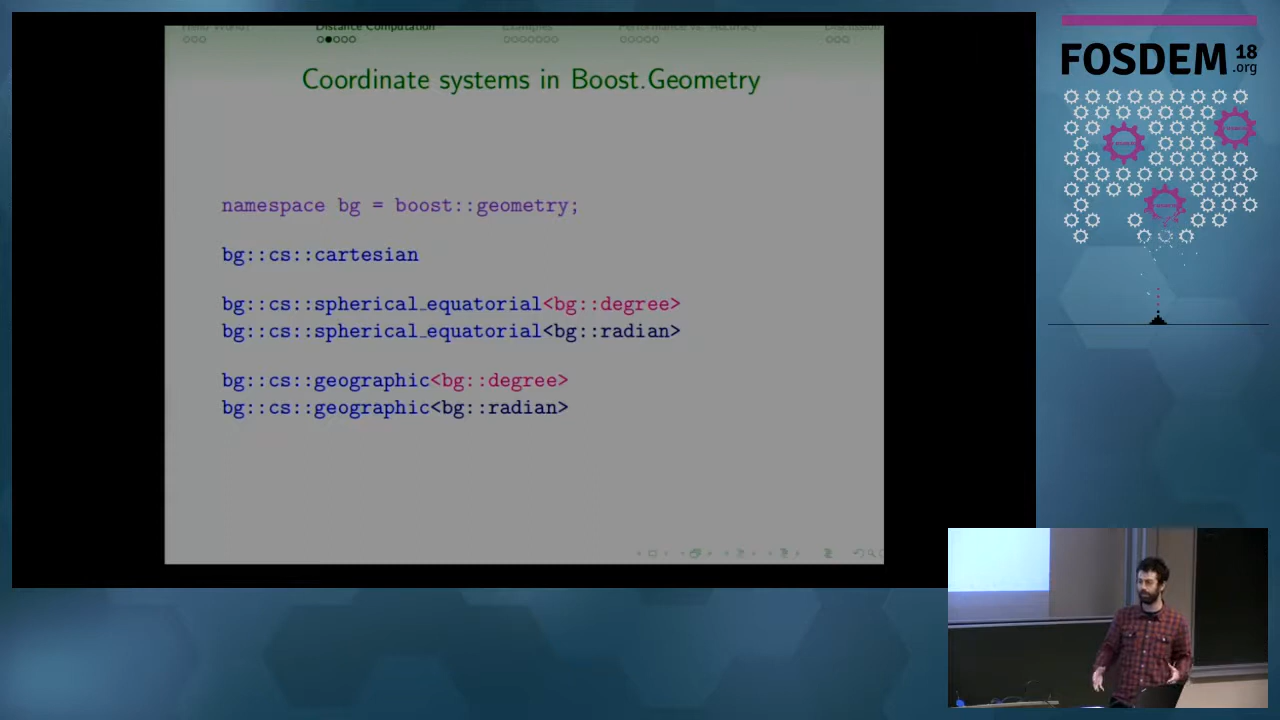 Distance Computation
Examples
Coordinate systems in Boost.Geometry
namespace bg = boost::geometry;
bg::cs::cartesian
bg::cs::spherical_equatorial<bg::degree>
bg::cs::spherical_equatorial<bg::radian>
bg::cs::geographic<bg::degree>
bg::cs::geographic<bg::radian>
FOSDEM 18
.org